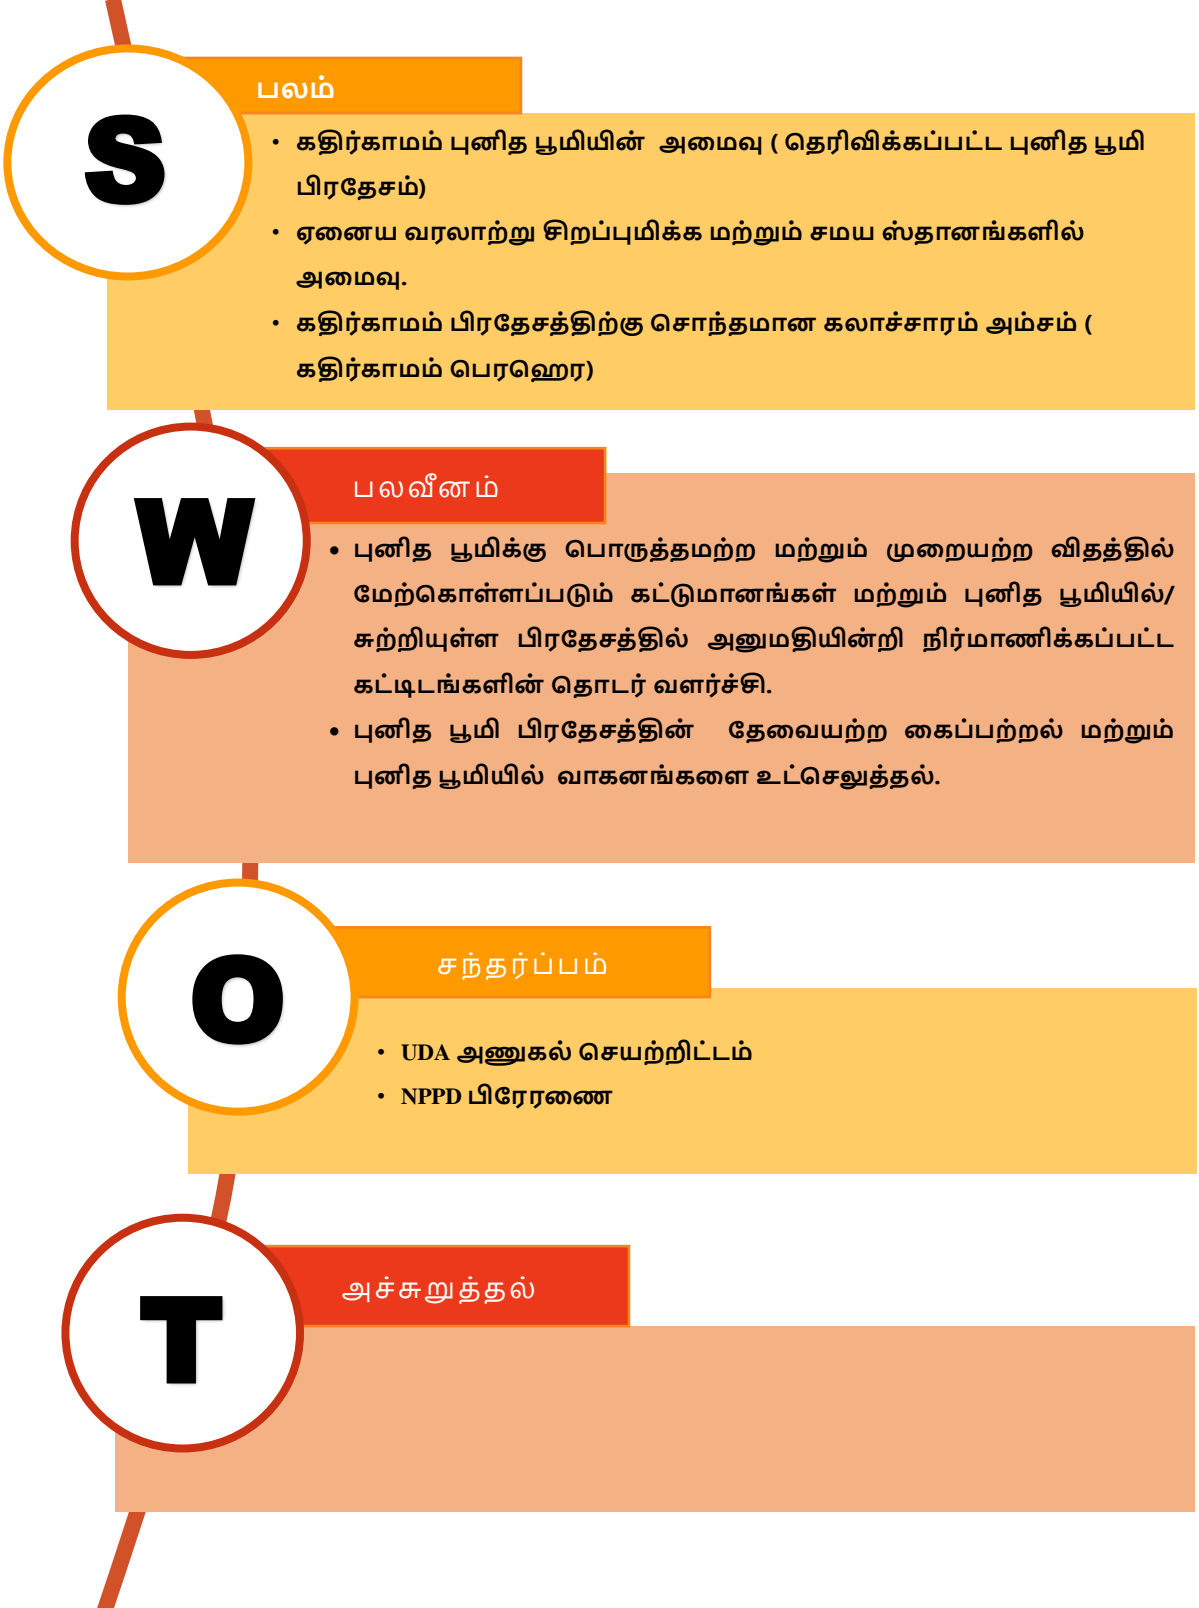 S
பலம்
• கதிர்காமம் புனித பூமியின் அமைவு ( தெரிவிக்கப்பட்ட புனித பூமி
பிரதேசம்)
• ஏனைய வரலாற்று சிறப்புமிக்க மற்றும் சமய ஸ்தானங்களில்
அமைவு.
• கதிர்காமம் பிரதேசத்திற்கு சொந்தமான கலாச்சாரம் அம்சம் (
கதிர்காமம் பெரஹெர)
W
பலவீனம்
• புனித பூமிக்கு பொருத்தமற்ற மற்றும் முறையற்ற விதத்தில்
மேற்கொள்ளப்படும் கட்டுமானங்கள் மற்றும் புனித பூமியில்/
சுற்றியுள்ள பிரதேசத்தில் அனுமதியின்றி நிர்மாணிக்கப்பட்ட
கட்டிடங்களின் தொடர் வளர்ச்சி.
• புனித பூமி பிரதேசத்தின் தேவையற்ற கைப்பற்றல் மற்றும்
புனித பூமியில் வாகனங்களை உட்செலுத்தல்.
O
சந்தர்ப்பம்
• UDA அணுகல் செயற்றிட்டம்
• NPPD பிரேரணை
T
அச்சுறுத்தல்